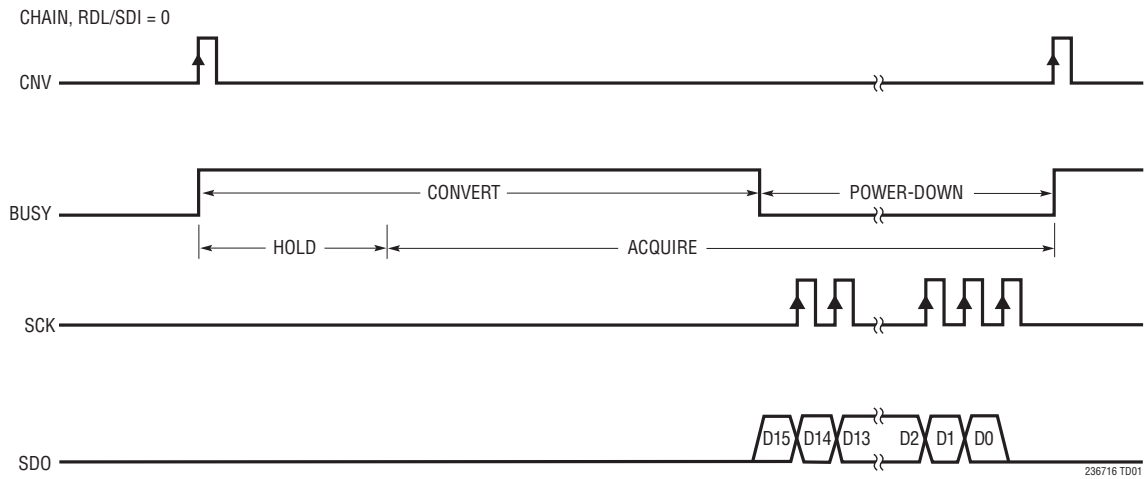 CHAIN, RDL/SDI = 0
CNV
BUSY
CONVERT
POWER-DOWN
HOLD
ACQUIRE
SCK
SDO
D15 D14 D13 D2 D1 D0
236716 TD01